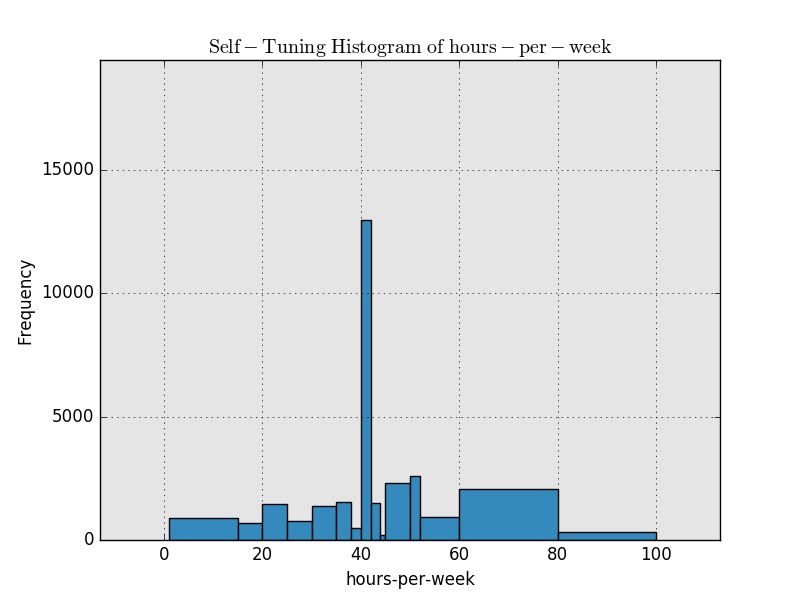 Self − Tuning Histogram of hours − per − week
15000
10000
5000
0
Frequency
0 20 40 60 80 100
hours-per-week